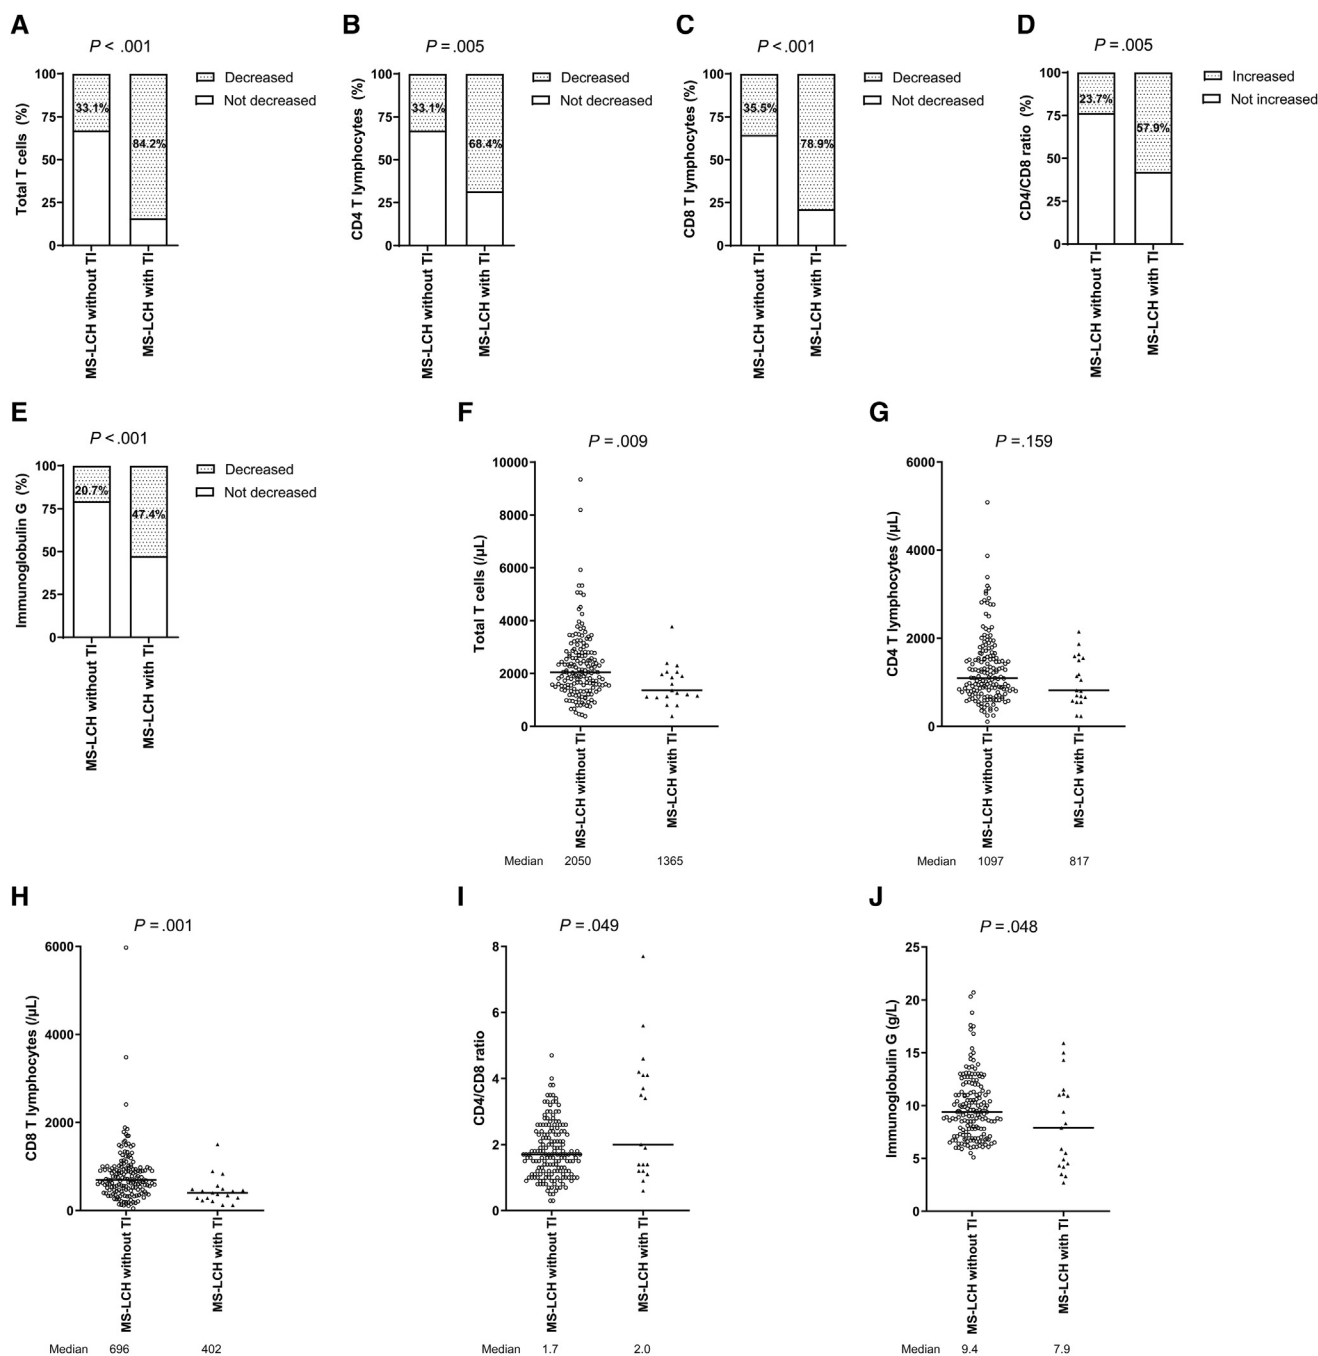 A
P < .001
100
75
50
25
0
Total T cells (%)
33.1%
84.2%
Decreased
Not decreased
MS-LCH without TI
MS-LCH with TI
B
P = .005
100
75
50
25
0
CD4 T lymphocytes (%)
33.1%
68.4%
Decreased
Not decreased
MS-LCH without TI
MS-LCH with TI
C
P <.001
100
75
50
25
0
CD8 T lymphocytes (%)
35.5%
78.9%
Decreased
Not decreased
MS-LCH without TI
MS-LCH with TI
D
P = .005
100
75
50
25
0
CD4/CD8 ratio (%)
23.7%
57.9%
Increased
Not increased
MS-LCH without TI
MS-LCH with TI
E
P <.001
100
75
50
25
0
Immunoglobulin G (%)
20.7%
47.4%
Decreased
Not decreased
MS-LCH without TI
MS-LCH with TI
F
P = .009
10000
8000
6000
4000
2000
0
Total T cells (/µL)
MS-LCH without TI
MS-LCH with TI
Median 2050 1365
G
P =.159
6000
4000
2000
0
CD4 T lymphocytes (/µL)
MS-LCH without TI
MS-LCH with TI
Median 1097 817
H
P = .001
6000
4000
2000
0
CD8 T lymphocytes (/µL)
MS-LCH without TI
MS-LCH with TI
Median 696 402
I
P = .049
8
6
4
2
0
CD4/CD8 ratio
MS-LCH without TI
MS-LCH with TI
Median 1.7 2.0
J
P = .048
25
20
15
10
5
0
Immunoglobulin G (g/L)
MS-LCH without TI
MS-LCH with TI
Median 9.4 7.9